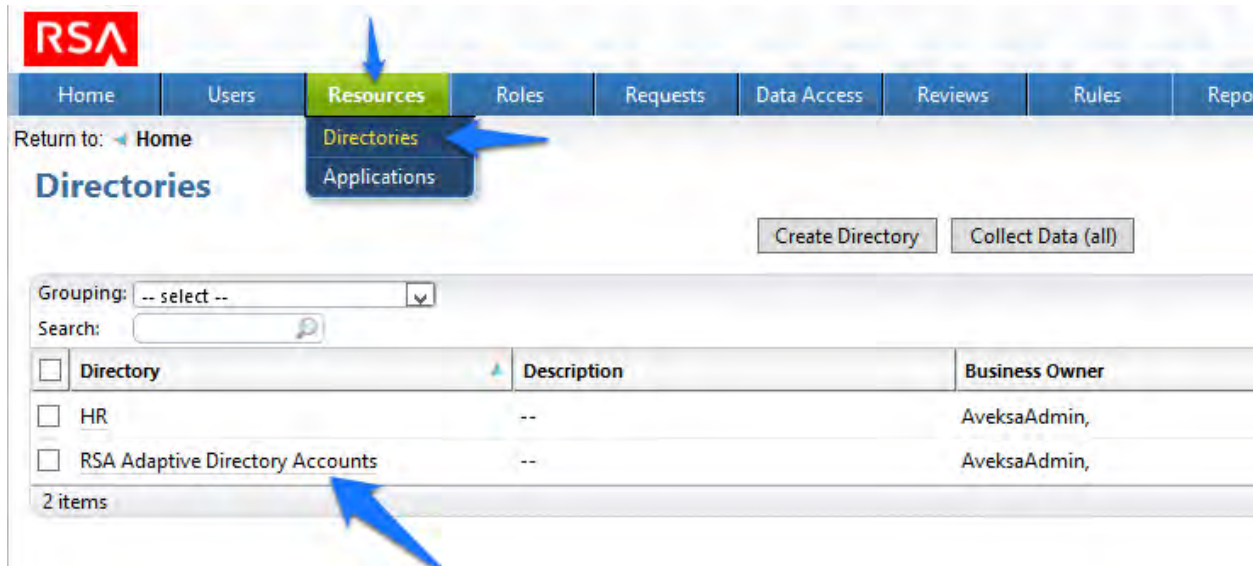 RSA
Home Users Resources Roles Requests Data Access Reviews Rules Repo
Return to: Home
Directories
Applications
Directories
Create Directory Collect Data (all)
Grouping: -- select --
Search:
Directory Description Business Owner
HR -- AveksaAdmin,
RSA Adaptive Directory Accounts -- AveksaAdmin,
2 items